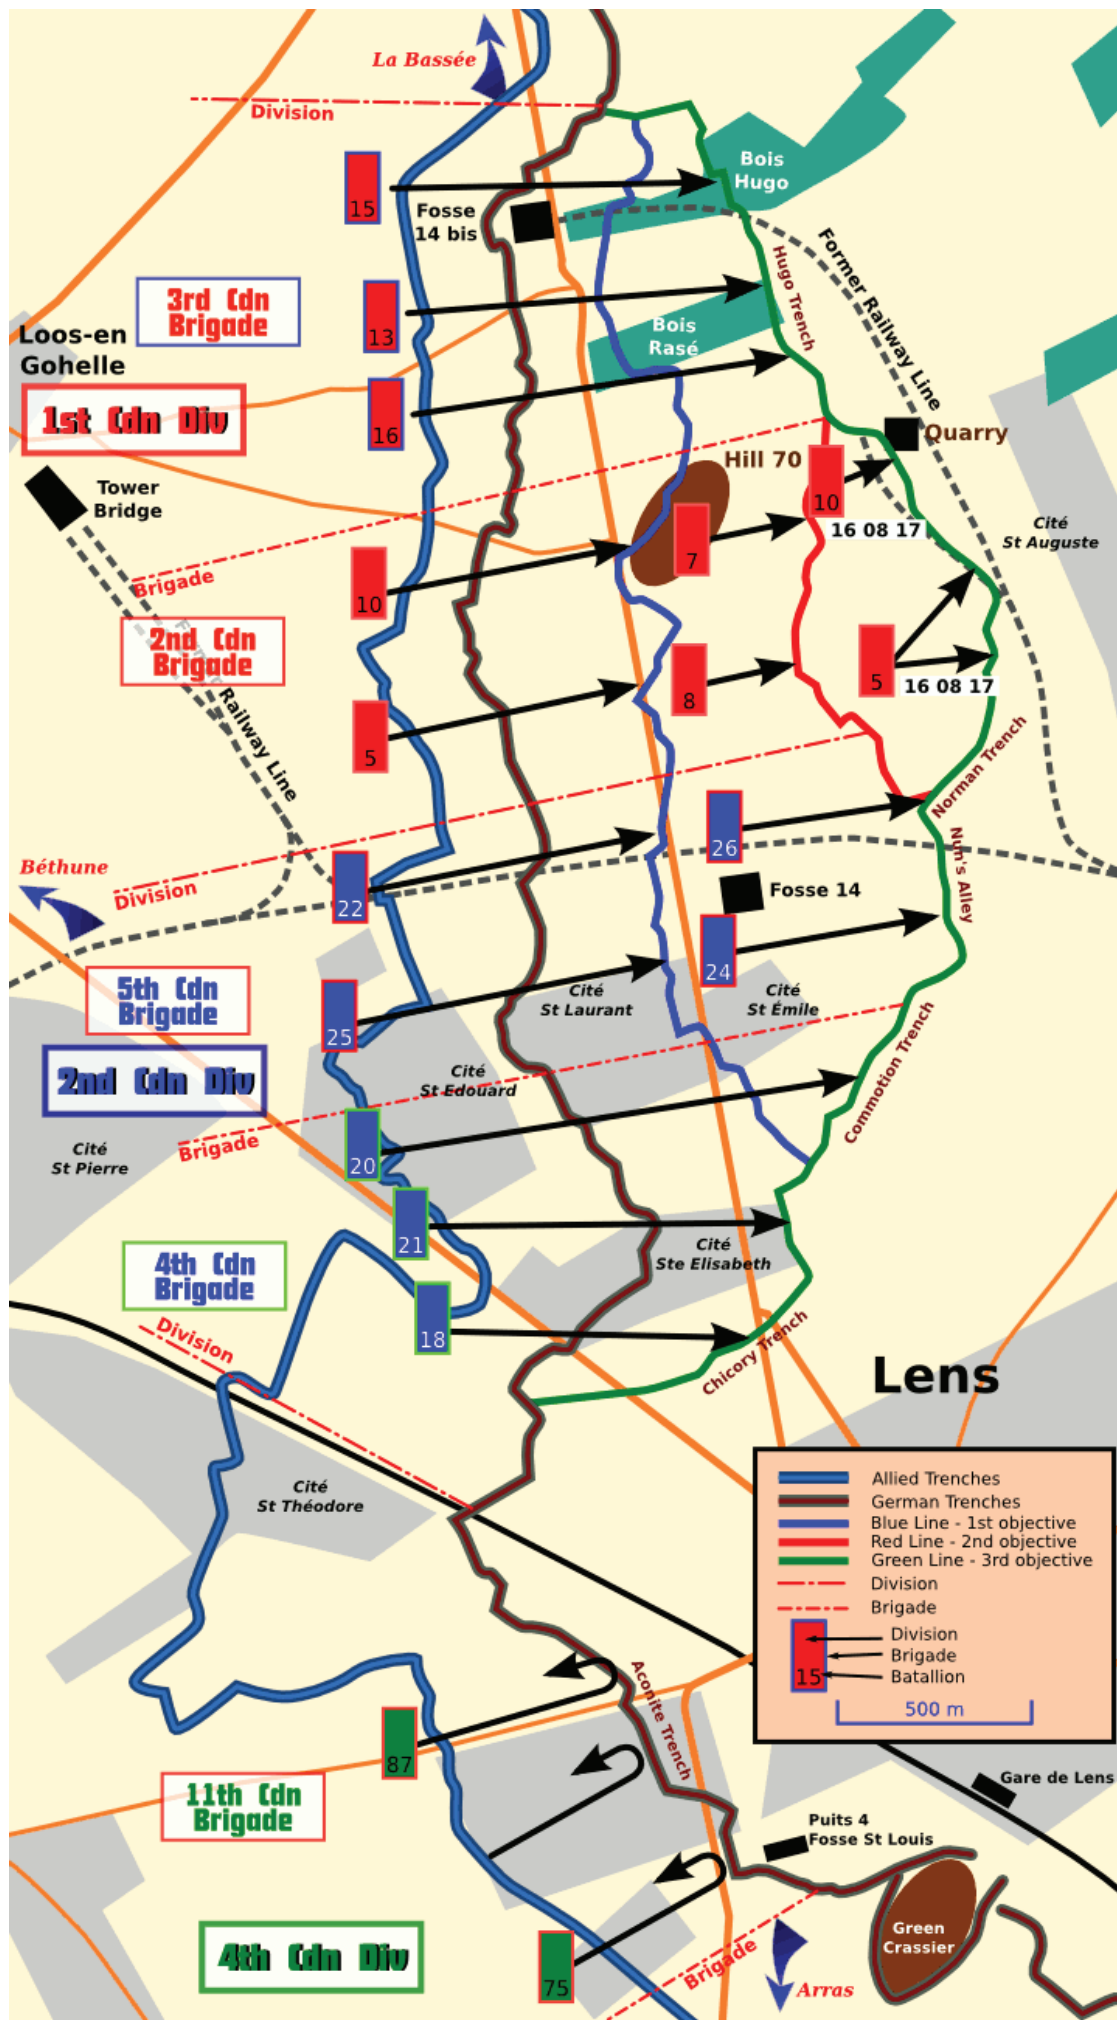 La Bassée
Division
15
Bois
Hugo
Fosse
14 bis
Former Railway Line
Hugo Trench
3rd Cdn
Brigade
13
Loos-en
Gohelle
Bois
Rasé
1st Cdn Div
16
Quarry
Hill 70
Tower
Bridge
10
16 08 17
Cité
St Auguste
7
10
Brigade
2nd Cdn
Brigade
Former Railway Line
5
16 08 17
8
5
Norman Trench
26
Nun's Alley
Béthune
Division
22
Fosse 14
24
5th Cdn
Brigade
25
Cité
St Laurant
Cité
St Émile
2nd Cdn Div
Cité
St Edouard
Commotion Trench
Cité
St Pierre
Brigade
20
21
4th Cdn
Brigade
Cité
Ste Elisabeth
18
Division
Chicory Trench
Lens
Cité
St Théodore
Allied Trenches
German Trenches
Blue Line - 1st objective
Red Line - 2nd objective
Green Line - 3rd objective
Division
Brigade
Division
Brigade
15
Batallion
500 m
Aconite Trench
87
11th Cdn
Brigade
Gare de Lens
Puits 4
Fosse St Louis
Green
Crassier
4th Cdn Div
75
Brigade
Arras